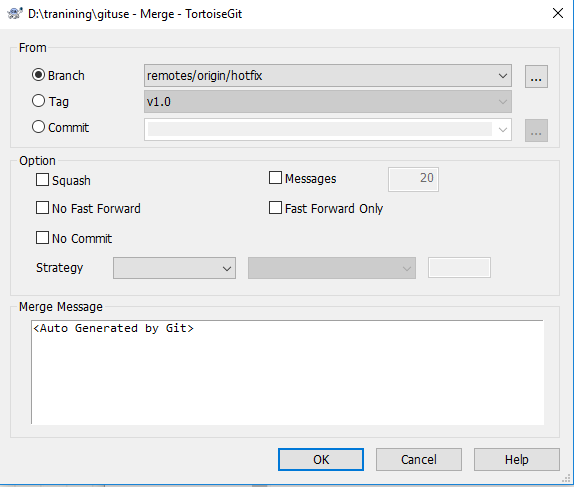 D:\tranining\gituse - Merge - TortoiseGit
From
Branch remotes/origin/hotfix ...
Tag v1.0
Commit ...
Option
Squash Messages 20
No Fast Forward Fast Forward Only
No Commit
Strategy
Merge Message
<Auto Generated by Git>
OK Cancel Help